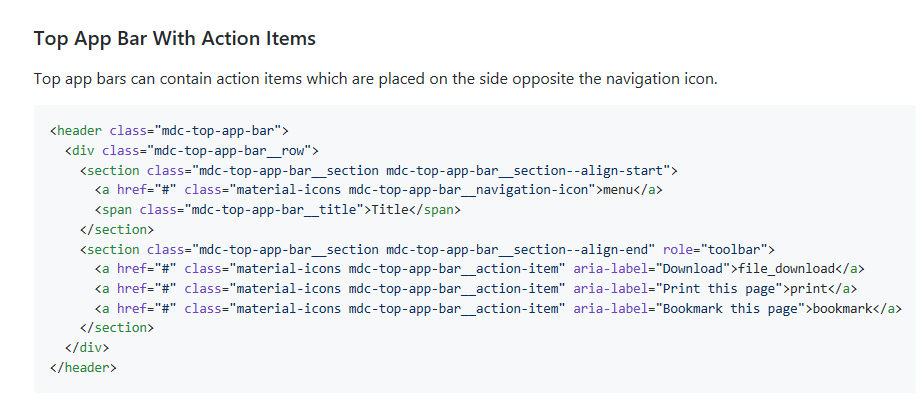 Top App Bar With Action Items
Top app bars can contain action items which are placed on the side opposite the navigation icon.
<header class="mdc-top-app-bar">
  <div class="mdc-top-app-bar__row">
    <section class="mdc-top-app-bar__section mdc-top-app-bar__section--align-start">
      <a href="#" class="material-icons mdc-top-app-bar__navigation-icon">menu</a>
      <span class="mdc-top-app-bar__title">Title</span>
    </section>
    <section class="mdc-top-app-bar__section mdc-top-app-bar__section--align-end" role="toolbar">
      <a href="#" class="material-icons mdc-top-app-bar__action-item" aria-label="Download">file_download</a>
      <a href="#" class="material-icons mdc-top-app-bar__action-item" aria-label="Print this page">print</a>
      <a href="#" class="material-icons mdc-top-app-bar__action-item" aria-label="Bookmark this page">bookmark</a>
    </section>
  </div>
</header>